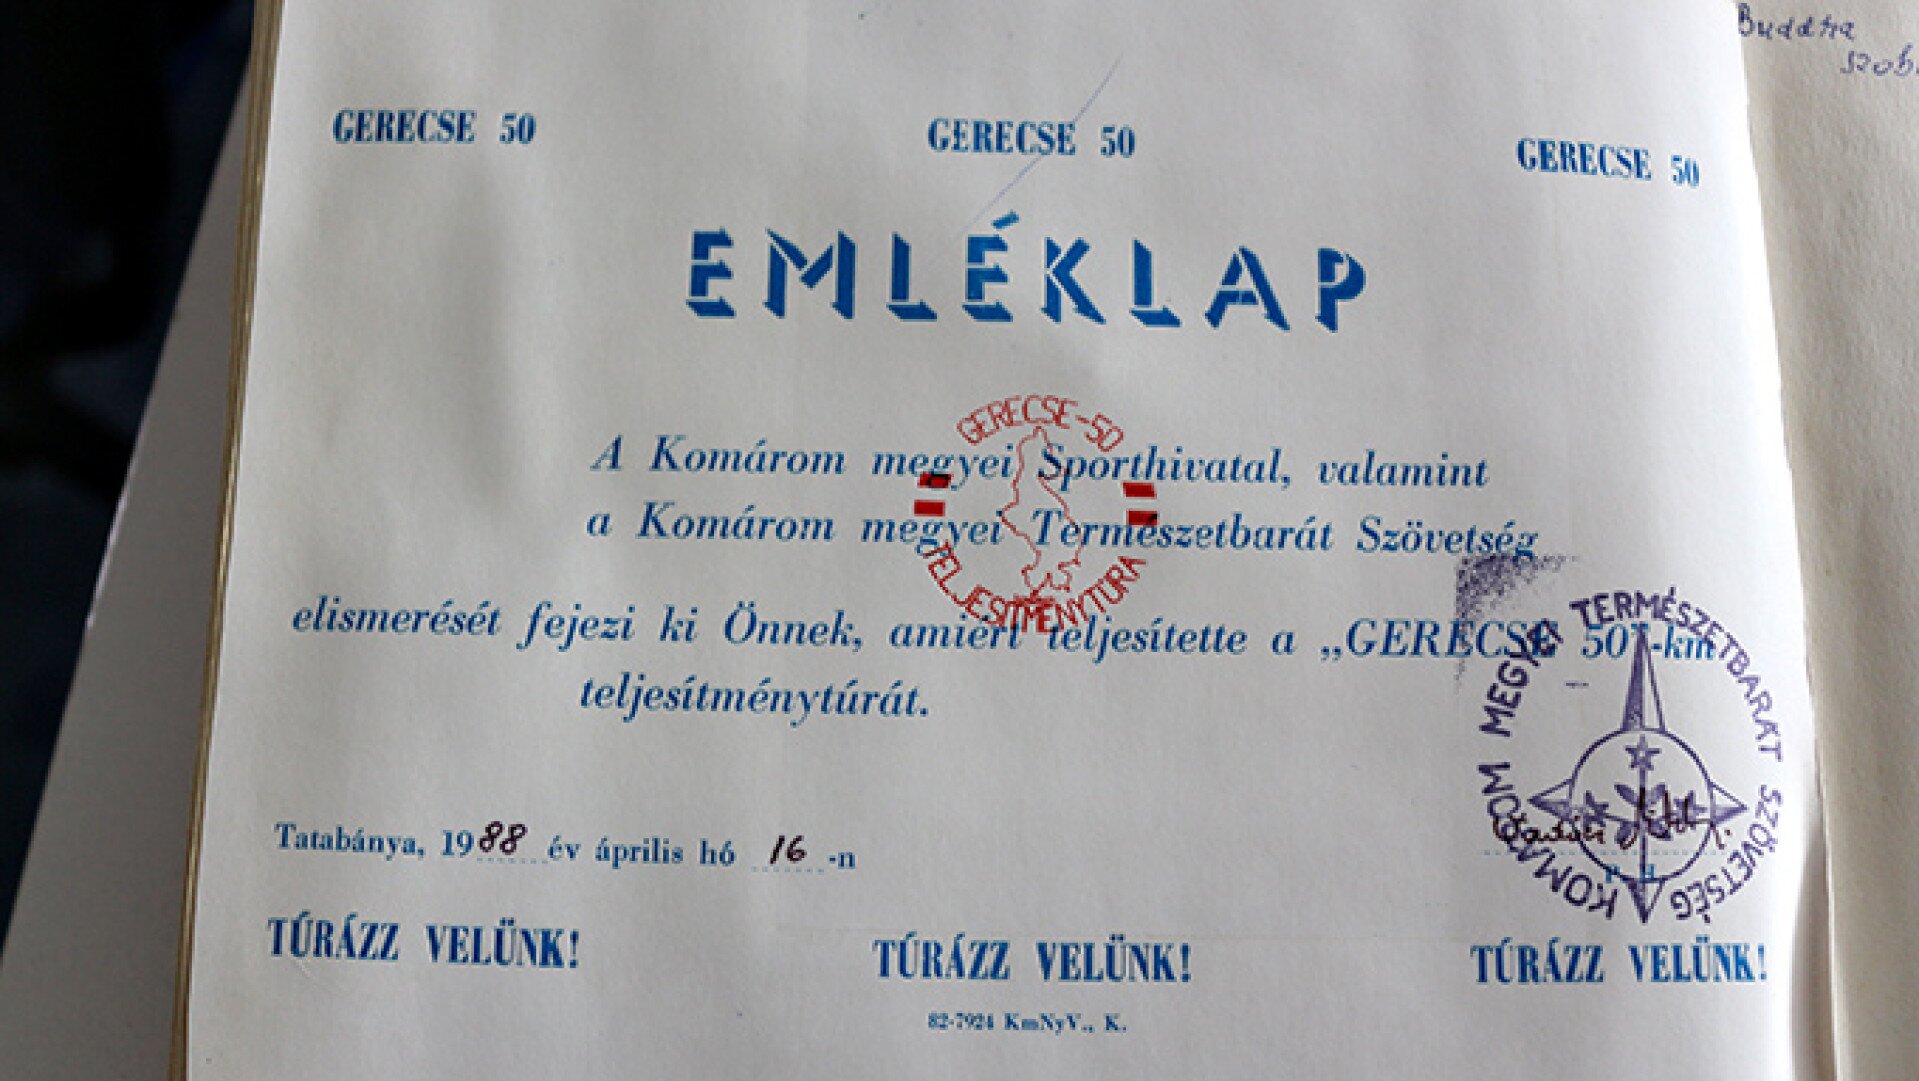 Buddha
GERECSE 50 GERECSE 50 GERECSE 50
EMLÉKLAP
GERECSE-50
TELJESÍTMÉNYTÚRA
A Komárom megyei Sporthivatal, valamint
a Komárom megyei Természetbarát Szövetség
elismerését fejezi ki Önnek, amiért teljesítette a „GERECSE 50”-km
teljesítménytúrát.
KOMÁROM MEGYEI TERMÉSZETBARÁT SZÖVETSÉG
Tatabánya, 1988 év április hó 16-n
P. H.
TÚRÁZZ VELÜNK! TÚRÁZZ VELÜNK! TÚRÁZZ VELÜNK!
82-7924 KmNyV., K.